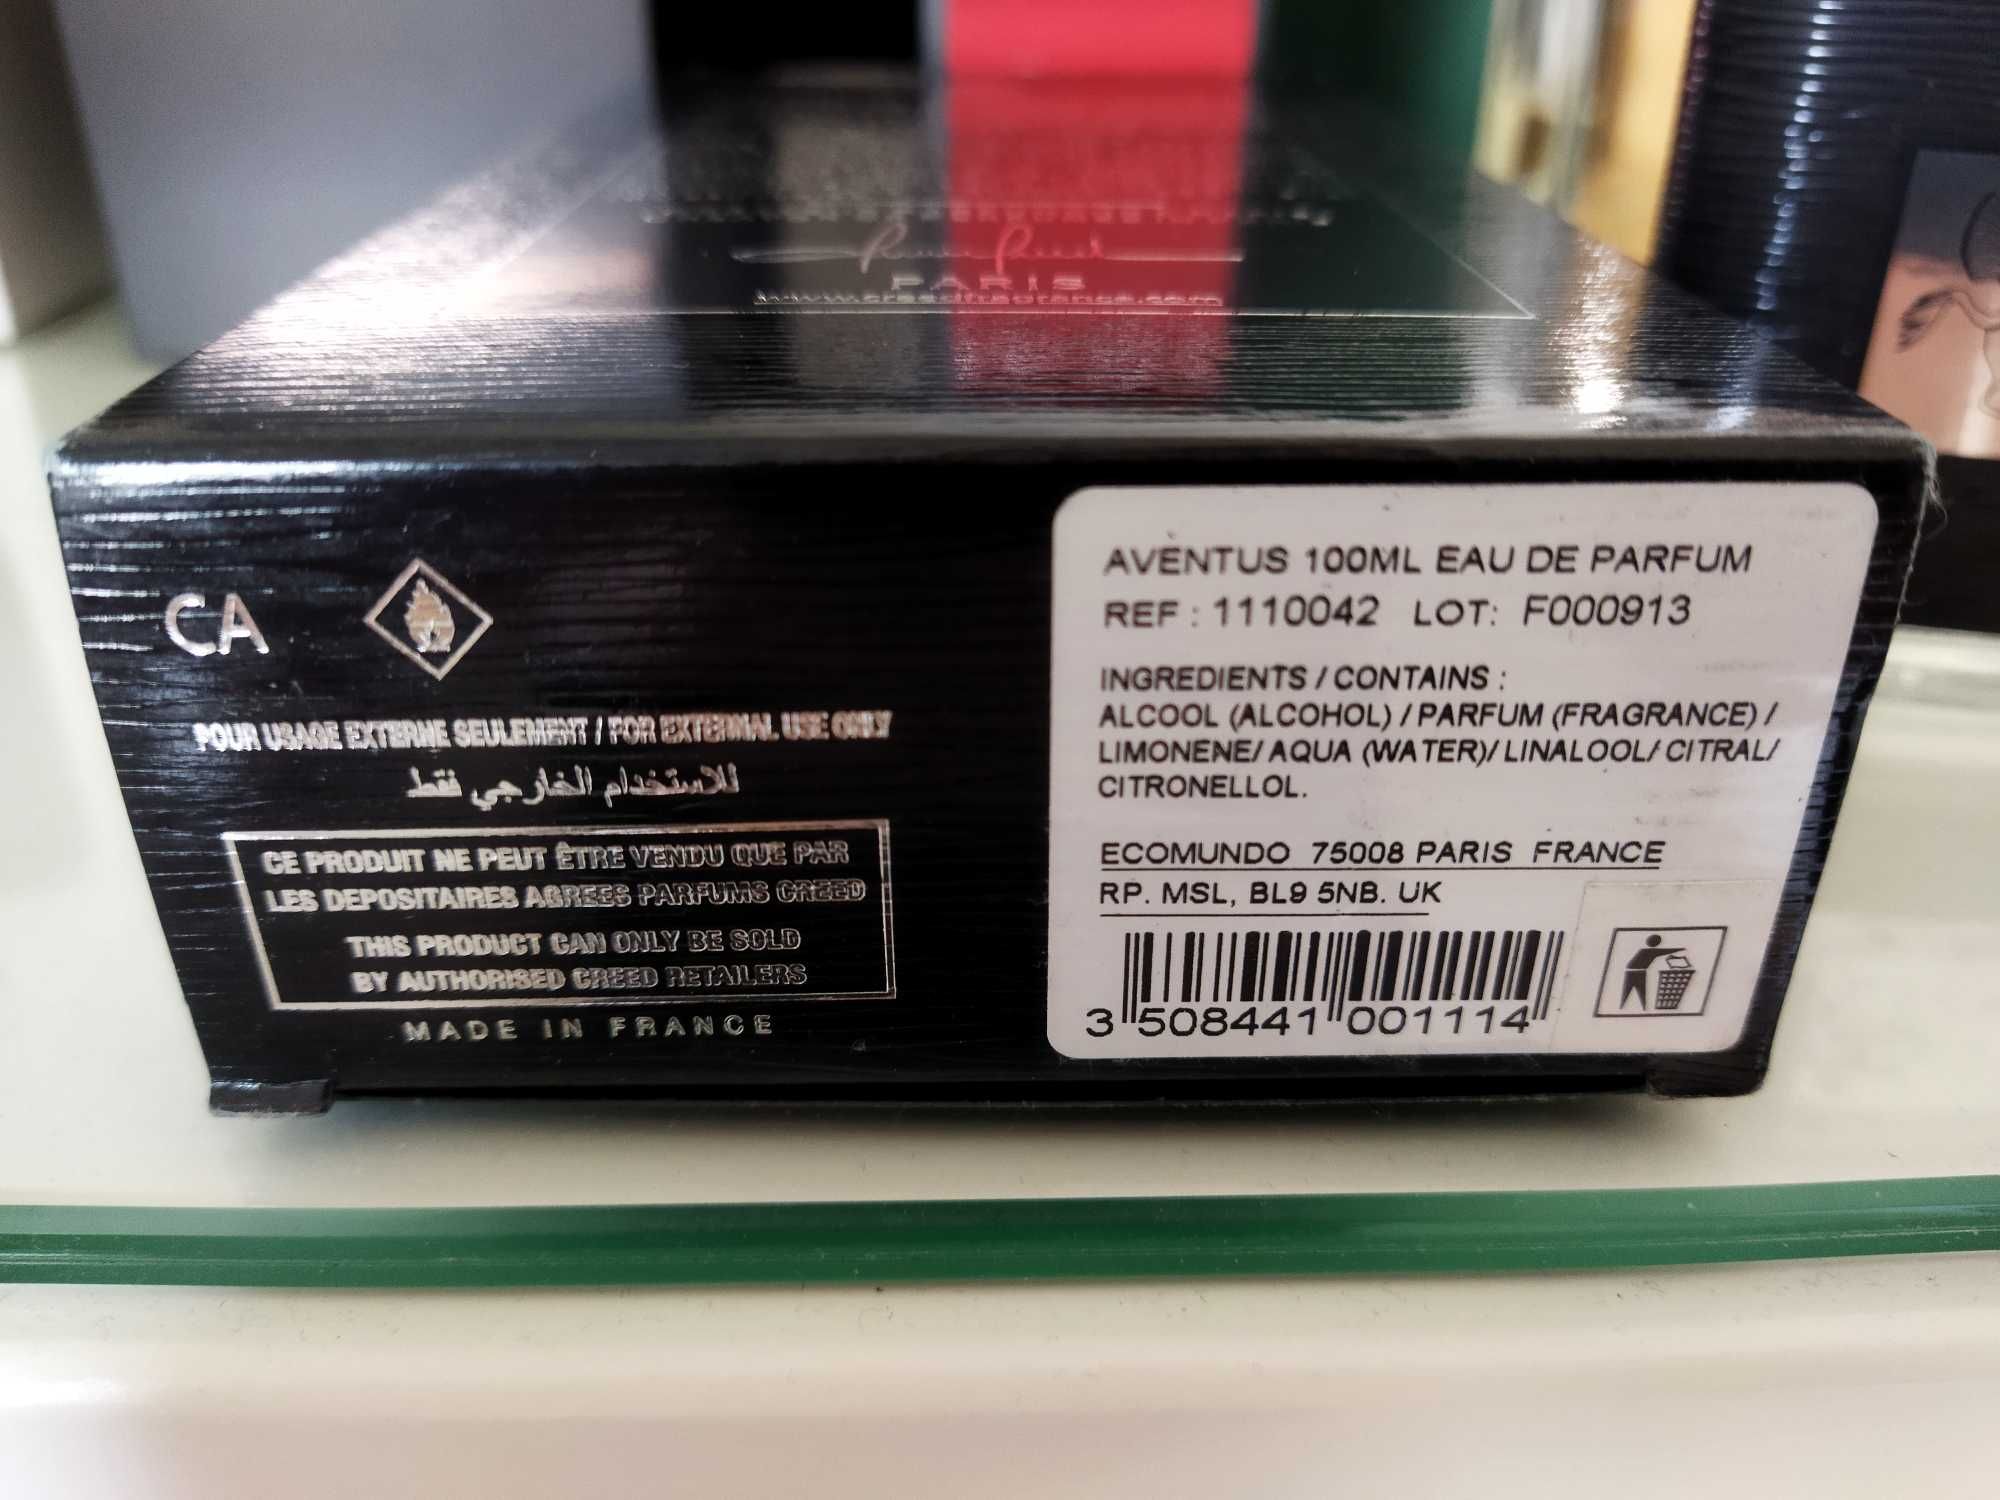 PARIS
www.creedfragrance.com
CA
POUR USAGE EXTERNE SEULEMENT / FOR EXTERNAL USE ONLY
للاستخدام الخارجي فقط
CE PRODUIT NE PEUT ÊTRE VENDU QUE PAR
LES DEPOSITAIRES AGREES PARFUMS CREED
THIS PRODUCT CAN ONLY BE SOLD
BY AUTHORISED CREED RETAILERS
MADE IN FRANCE
AVENTUS 100ML EAU DE PARFUM
REF : 1110042 LOT: F000913
INGREDIENTS / CONTAINS :
ALCOOL (ALCOHOL) / PARFUM (FRAGRANCE) /
LIMONENE/ AQUA (WATER)/ LINALOOL/ CITRAL/
CITRONELLOL.
ECOMUNDO 75008 PARIS FRANCE
RP. MSL, BL9 5NB. UK
3 508441 001114